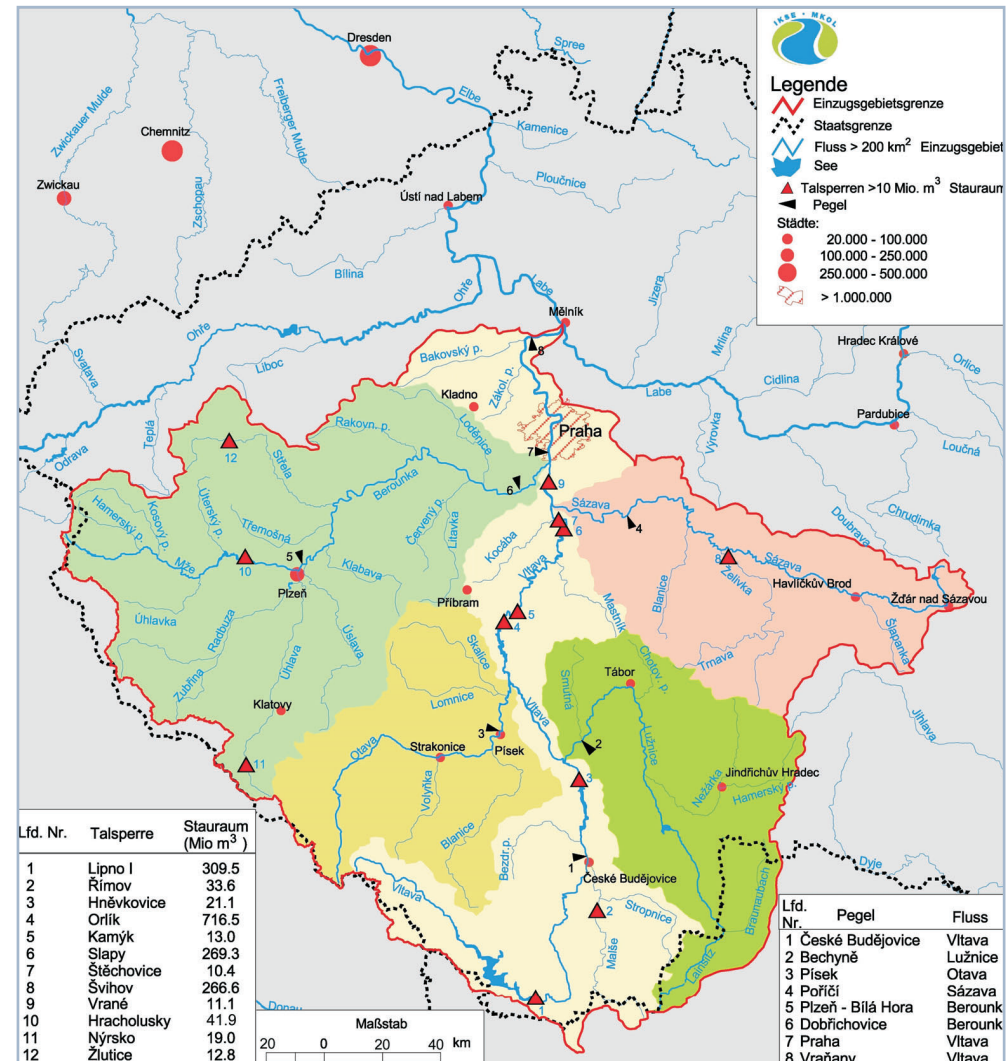 IKSE - MKOL
Legende
Einzugsgebietsgrenze
Staatsgrenze
Fluss > 200 km² Einzugsgebiet
See
Talsperren >10 Mio. m³ Stauraum
Pegel
Städte:
20.000 - 100.000
100.000 - 250.000
250.000 - 500.000
> 1.000.000
Dresden
Spree
Elbe
Kamenice
Zwickauer Mulde
Freiberger Mulde
Chemnitz
Zschopau
Zwickau
Ploučnice
Ústí nad Labem
Bílina
Labe
Ohře
Jizera
Mělník
Ohře
Svatava
Liboc
Bakovský p.
8
Mrlina
Hradec Králové
Orlice
Cidlina
Labe
Kladno
Zákol. p.
Pardubice
Teplá
Rakovn. p.
Loděnice
Praha
Výrovka
Loučná
Odrava
12
Střela
Berounka
7
9
6
Sázava
Chrudimka
Doubrava
Hamerský p.
Kosový p.
Úterský p.
Třemošná
Červený p.
Litavka
Kocába
7
6
4
Mže
10
5
Klabava
Vltava
8
Sázava
Želivka
Havlíčkův Brod
Žďár nad Sázavou
Plzeň
Příbram
Blanice
Úhlavka
Radbuza
Úslava
5
4
Mastník
Šlapanka
Zubřina
Úhlava
Skalice
Trnava
Smutná
Tábor
Chotov. p.
Klatovy
Lomnice
Vltava
Jihlava
Otava
3
Písek
2
Lužnice
11
Strakonice
Volyňka
3
Nežárka
Jindřichův Hradec
Hamerský p.
Blanice
Bezdr.p.
1
České Budějovice
Dyje
Vltava
2
Stropnice
Braunaubach
Malše
Lainsitz
1
Donau
Lfd. Nr. Talsperre Stauraum (Mio m³ )
1 Lipno I 309.5
2 Římov 33.6
3 Hněvkovice 21.1
4 Orlík 716.5
5 Kamýk 13.0
6 Slapy 269.3
7 Štěchovice 10.4
8 Švihov 266.6
9 Vrané 11.1
10 Hracholusky 41.9
11 Nýrsko 19.0
12 Žlutice 12.8
Maßstab
20 0 20 40 km
Lfd. Nr. Pegel Fluss
1 České Budějovice Vltava
2 Bechyně Lužnice
3 Písek Otava
4 Poříčí Sázava
5 Plzeň - Bílá Hora Berounk
6 Dobřichovice Berounk
7 Praha Vltava
8 Vraňany Vltava